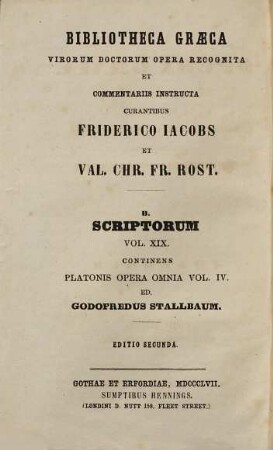 BIBLIOTHECA GRÆCA
VIRORUM DOCTORUM OPERA RECOGNITA
ET
COMMENTARIIS INSTRUCTA
CURANTIBUS
FRIDERICO IACOBS
ET
VAL. CHR. FR. ROST.
B.
SCRIPTORUM
VOL. XIX.
CONTINENS
PLATONIS OPERA OMNIA VOL. IV.
ED.
GODOFREDUS STALLBAUM.
EDITIO SECUNDA.
GOTHAE ET ERFORDIAE, MDCCCLVII.
SUMPTIBUS HENNINGS.
(LONDINI D. NUTT 158. FLEET STREET.)